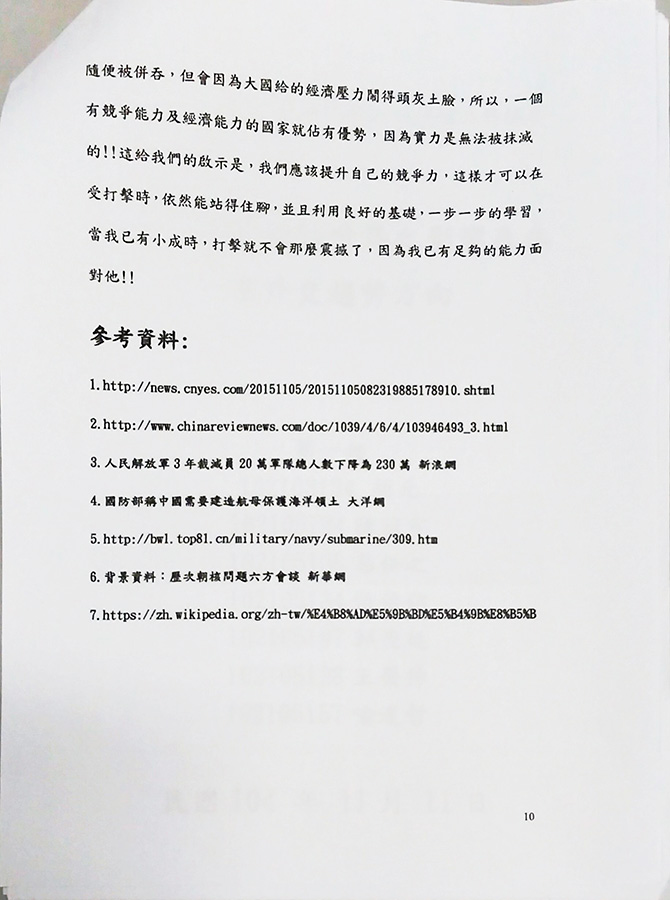 隨便被併吞，但會因為大國給的經濟壓力鬧得頭灰土臉，所以，一個
有競爭能力及經濟能力的國家就佔有優勢，因為實力是無法被抹滅
的!!這給我們的啟示是，我們應該提升自己的競爭力，這樣才可以在
受打擊時，依然能站得住腳，並且利用良好的基礎，一步一步的學習，
當我已有小成時，打擊就不會那麼震撼了，因為我已有足夠的能力面
對他!!
參考資料:
1.http://news.cnyes.com/20151105/20151105082319885178910.shtml
2.http://www.chinareviewnews.com/doc/1039/4/6/4/103946493_3.html
3.人民解放軍3年裁減員20萬軍隊總人數下降為230萬 新浪網
4.國防部稱中國需要建造航母保護海洋領土 大洋網
5.http://bwl.top81.cn/military/navy/submarine/309.htm
6.背景資料：歷次朝核問題六方會談 新華網
7.https://zh.wikipedia.org/zh-tw/%E4%B8%AD%E5%9B%BD%E5%B4%9B%E8%B5%B
10